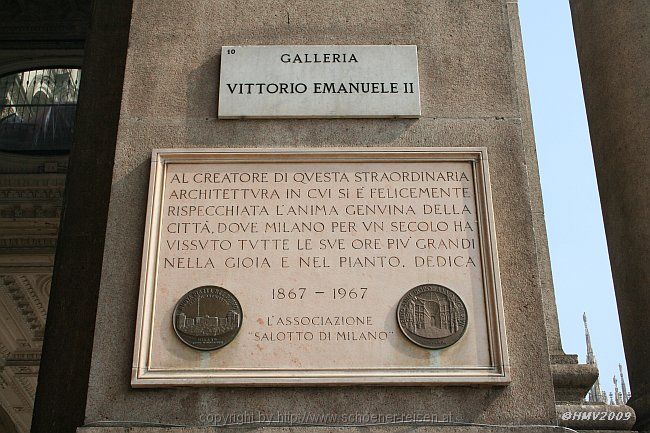 10
GALLERIA
VITTORIO EMANUELE II
AL CREATORE DI QVESTA STRAORDINARIA
ARCHITETTVRA IN CVI SI É FELICEMENTE
RISPECCHIATA L'ANIMA GENVINA DELLA
CITTÀ, DOVE MILANO PER VN SECOLO HA
VISSVTO TVTTE LE SVE ORE PIV' GRANDI
NELLA GIOIA E NEL PIANTO. DEDICA
1867 - 1967
L'ASSOCIAZIONE
"SALOTTO DI MILANO"
copyright by http://www.schoener-reisen.at
©HMV2009